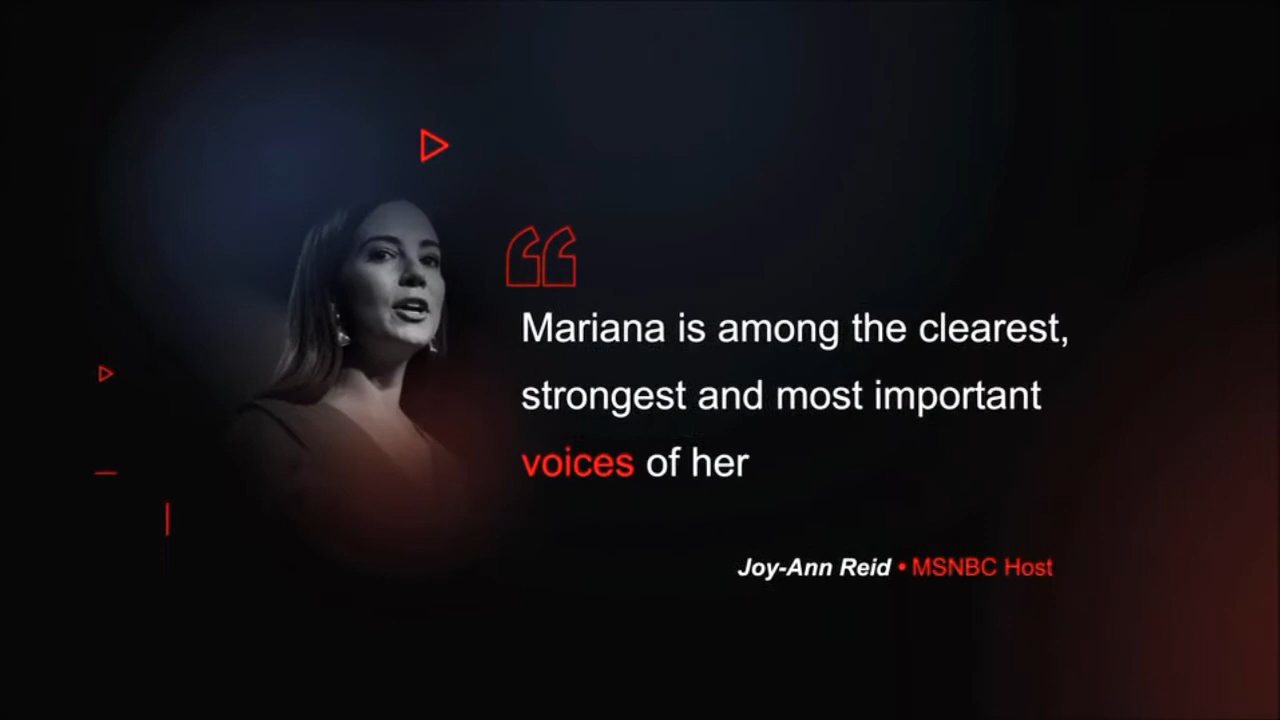 Mariana is among the clearest,
strongest and most important
voices of her
Joy-Ann Reid • MSNBC Host